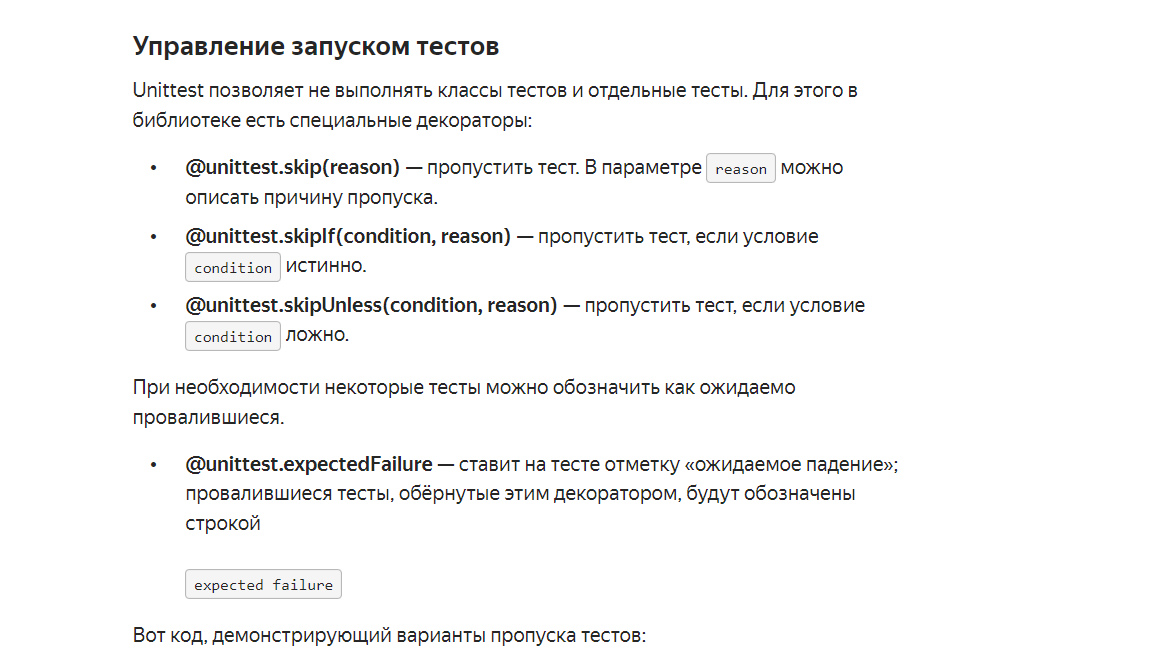 Управление запуском тестов
Unittest позволяет не выполнять классы тестов и отдельные тесты. Для этого в
библиотеке есть специальные декораторы:
• @unittest.skip(reason) — пропустить тест. В параметре reason можно
описать причину пропуска.
• @unittest.skipIf(condition, reason) — пропустить тест, если условие
condition истинно.
• @unittest.skipUnless(condition, reason) — пропустить тест, если условие
condition ложно.
При необходимости некоторые тесты можно обозначить как ожидаемо
провалившиеся.
• @unittest.expectedFailure — ставит на тесте отметку «ожидаемое падение»;
провалившиеся тесты, обёрнутые этим декоратором, будут обозначены
строкой
expected failure
Вот код, демонстрирующий варианты пропуска тестов: